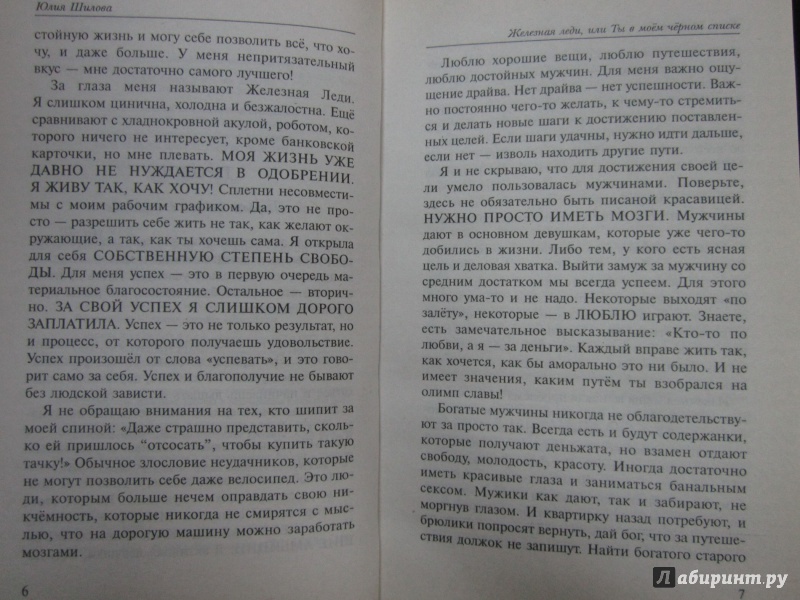 Юлия Шилова
стойную жизнь и могу себе позволить всё, что хо-
чу, и даже больше. У меня непритязательный
вкус — мне достаточно самого лучшего!
За глаза меня называют Железная Леди.
Я слишком цинична, холодна и безжалостна. Ещё
сравнивают с хладнокровной акулой, роботом, ко-
торого ничего не интересует, кроме банковской
карточки, но мне плевать. МОЯ ЖИЗНЬ УЖЕ
ДАВНО НЕ НУЖДАЕТСЯ В ОДОБРЕНИИ.
Я ЖИВУ ТАК, КАК ХОЧУ! Сплетни несовмести-
мы с моим рабочим графиком. Да, это не про-
сто — разрешить себе жить не так, как желают ок-
ружающие, а так, как ты хочешь сама. Я открыла
для себя СОБСТВЕННУЮ СТЕПЕНЬ СВОБО-
ДЫ. Для меня успех — это в первую очередь ма-
териальное благосостояние. Остальное — вторич-
но. ЗА СВОЙ УСПЕХ Я СЛИШКОМ ДОРОГО
ЗАПЛАТИЛА. Успех — это не только результат, но
и процесс, от которого получаешь удовольствие.
Успех произошёл от слова «успевать», и это гово-
рит само за себя. Успех и благополучие не бывают
без людской зависти.
Я не обращаю внимания на тех, кто шипит за
моей спиной: «Даже страшно представить, сколь-
ко ей пришлось "отсосать", чтобы купить такую
тачку!» Обычное злословие неудачников, которые
не могут позволить себе даже велосипед. Это лю-
ди, которым больше нечем оправдать свою ни-
кчёмность, которые никогда не смирятся с мыс-
лью, что на дорогую машину можно заработать
мозгами.
6
Железная леди, или Ты в моём чёрном списке
Люблю хорошие вещи, люблю путешествия,
люблю достойных мужчин. Для меня важно ощу-
щение драйва. Нет драйва — нет успешности. Важ-
но постоянно чего-то желать, к чему-то стремить-
ся и делать новые шаги к достижению поставлен-
ных целей. Если шаги удачны, нужно идти дальше,
если нет — изволь находить другие пути.
Я и не скрываю, что для достижения своей це-
ли умело пользовалась мужчинами. Поверьте,
здесь не обязательно быть писаной красавицей.
НУЖНО ПРОСТО ИМЕТЬ МОЗГИ. Мужчины
дают в основном девушкам, которые уже чего-то
добились в жизни. Либо тем, у кого есть ясная
цель и деловая хватка. Выйти замуж за мужчину со
средним достатком мы всегда успеем. Для этого
много ума-то и не надо. Некоторые выходят «по
залёту», некоторые — в ЛЮБЛЮ играют. Знаете,
есть замечательное высказывание: «Кто-то по
любви, а я — за деньги». Каждый вправе жить так,
как хочется, как бы аморально это ни было. И не
имеет значения, каким путём ты взобрался на
олимп славы!
Богатые мужчины никогда не облагодетельству-
ют за просто так. Всегда есть и будут содержанки,
которые получают деньжата, но взамен отдают
свободу, молодость, красоту. Иногда достаточно
иметь красивые глаза и заниматься банальным
сексом. Мужики как дают, так и забирают, не
моргнув глазом. И квартирку назад потребуют, и
брюлики попросят вернуть, дай бог, что за путеше-
ствия должок не запишут. Найти богатого старого
7
Лабиринт.ру